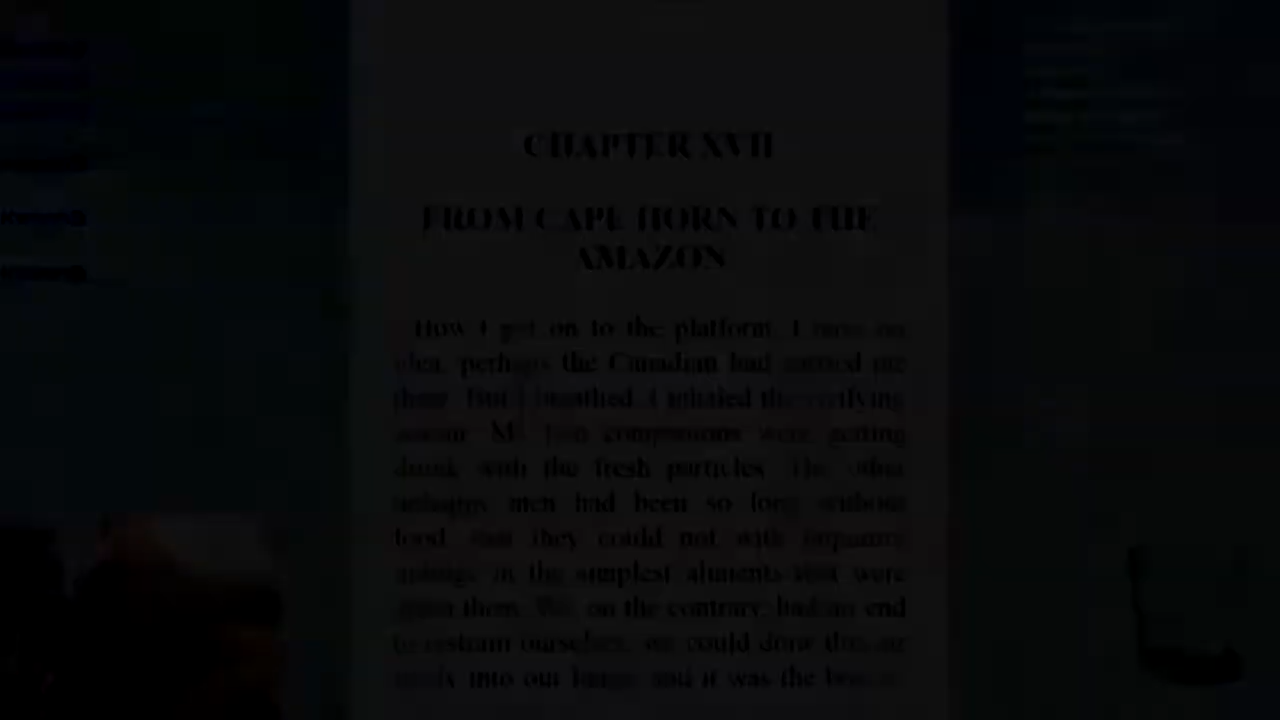 CHAPTER XVII
FROM CAPE HORN TO THE
AMAZON
How I got on to the platform, I have no
idea; perhaps the Canadian had carried me
there. But I breathed, I inhaled the vivifying
My two companions were getting
drunk with the fresh particles. The other
unhappy men had been so long without
food, that they could not with impunity
indulge in the simplest aliments that were
given them. We, on the contrary, had no end
to restrain ourselves; we could draw this air
freely into our lungs, and it was the